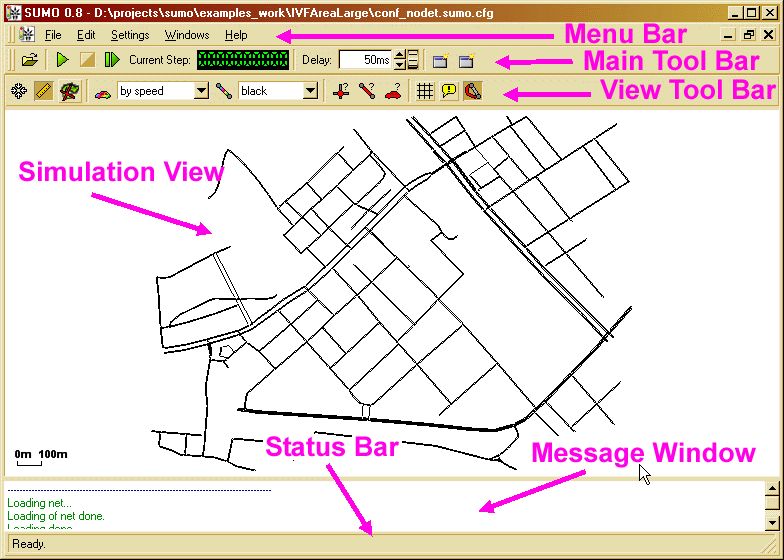 SUMO 0.8 - D:\projects\sumo\examples_work\IVFAreaLarge\conf_nodet.sumo.cfg
File Edit Settings Windows Help
Menu Bar
Current Step: Delay: 50ms
Main Tool Bar
by speed black
View Tool Bar
Simulation View
0m 100m
Status Bar
Message Window
Loading net...
Loading of net done.
Loading done.
Ready.